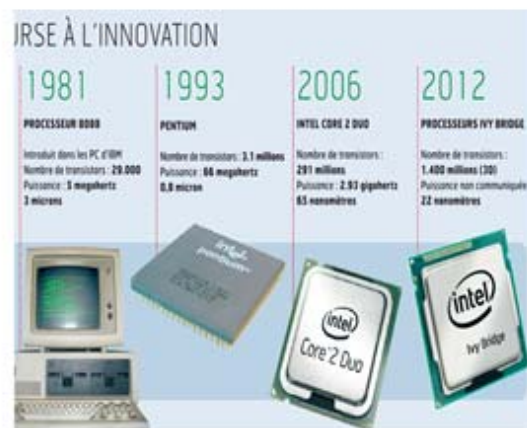 URSE À L'INNOVATION
1981
PROCESSEUR 8088
Introduit dans les PC d'IBM
Nombre de transistors : 29.000
Puissance : 5 megahertz
3 microns
1993
PENTIUM
Nombre de transistors : 3.1 millions
Puissance : 66 megahertz
0,8 micron
2006
INTEL CORE 2 DUO
Nombre de transistors :
291 millions
Puissance : 2.93 gigahertz
65 nanomètres
2012
PROCESSEURS IVY BRIDGE
Nombre de transistors :
1.400 millions (3D)
Puissance non communiquée
22 nanomètres
intel
pentium
intel
Core 2 Duo
intel
Ivy Bridge